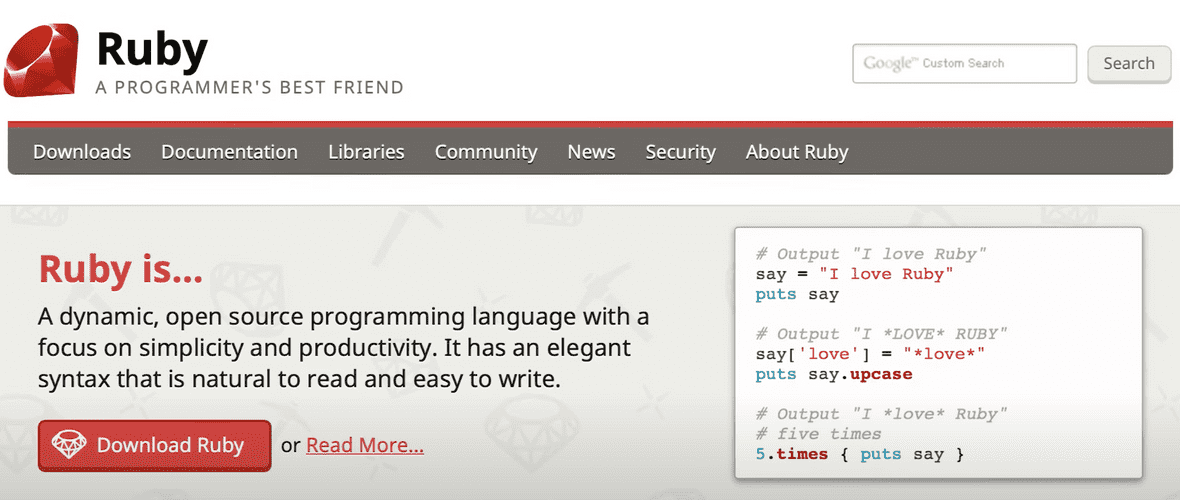 Ruby
A PROGRAMMER'S BEST FRIEND
Google™ Custom Search
Search
Downloads Documentation Libraries Community News Security About Ruby
Ruby is...
A dynamic, open source programming language with a
focus on simplicity and productivity. It has an elegant
syntax that is natural to read and easy to write.
Download Ruby or Read More...
# Output "I love Ruby"
say = "I love Ruby"
puts say
# Output "I *LOVE* RUBY"
say['love'] = "*love*"
puts say.upcase
# Output "I *love* Ruby"
# five times
5.times { puts say }